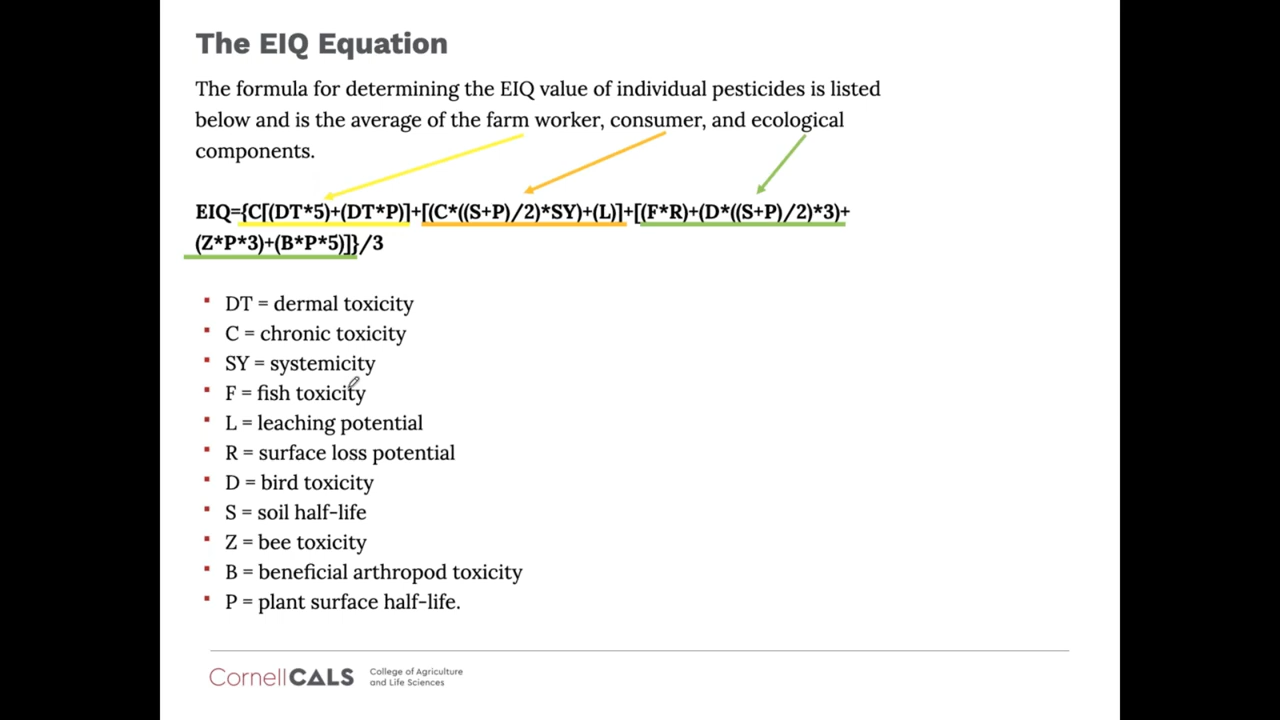 The EIQ Equation
The formula for determining the EIQ value of individual pesticides is listed
below and is the average of the farm worker, consumer, and ecological
components.
EIQ={C[(DT*5)+(DT*P)]+[(C*((S+P)/2)*SY)+(L)]+[(F*R)+(D*((S+P)/2)*3)+
(Z*P*3)+(B*P*5)]}/3
▪ DT = dermal toxicity
▪ C = chronic toxicity
▪ SY = systemicity
▪ F = fish toxicity
▪ L = leaching potential
▪ R = surface loss potential
▪ D = bird toxicity
▪ S = soil half-life
▪ Z = bee toxicity
▪ B = beneficial arthropod toxicity
▪ P = plant surface half-life.
CornellCALS
College of Agriculture
and Life Sciences